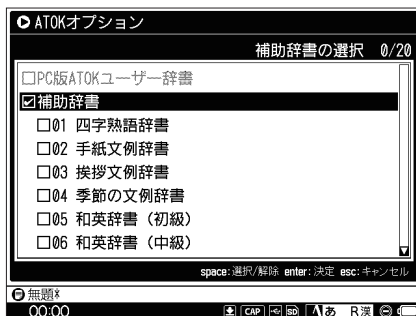 ATOKオプション
補助辞書の選択 0/20
□PC版ATOKユーザー辞書
☑補助辞書
□01 四字熟語辞書
□02 手紙文例辞書
□03 挨拶文例辞書
□04 季節の文例辞書
□05 和英辞書（初級）
□06 和英辞書（中級）
space:選択/解除 enter:決定 esc:キャンセル
無題*
00:00 CAP SD あ R漢